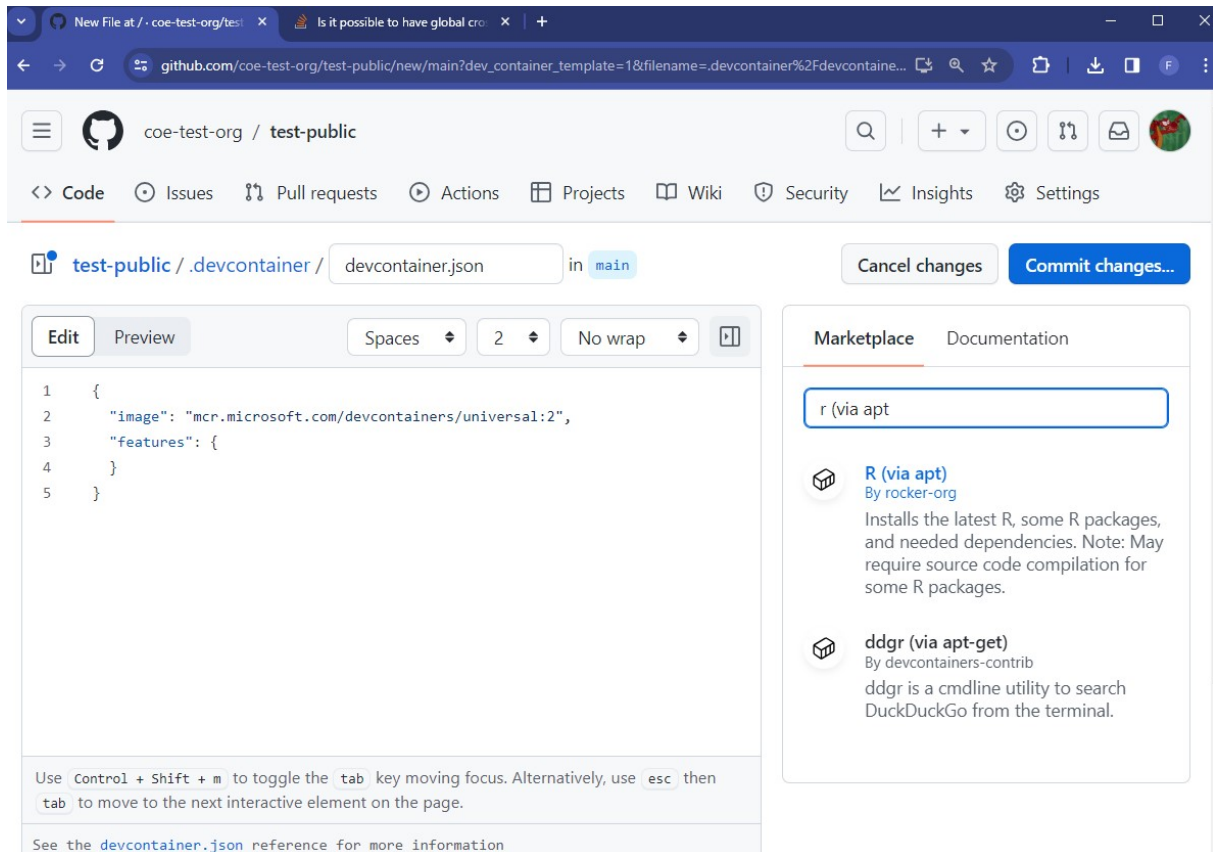 New File at / · coe-test-org/test
Is it possible to have global cro
github.com/coe-test-org/test-public/new/main?dev_container_template=1&filename=.devcontainer%2Fdevcontaine...
F
coe-test-org / test-public
Code
Issues
Pull requests
Actions
Projects
Wiki
Security
Insights
Settings
test-public / .devcontainer / devcontainer.json in main
Cancel changes
Commit changes...
Edit
Preview
Spaces
2
No wrap
1 {
2 "image": "mcr.microsoft.com/devcontainers/universal:2",
3 "features": {
4 }
5 }
Use Control + Shift + m to toggle the tab key moving focus. Alternatively, use esc then
tab to move to the next interactive element on the page.
See the devcontainer.json reference for more information
Marketplace
Documentation
r (via apt
R (via apt)
By rocker-org
Installs the latest R, some R packages,
and needed dependencies. Note: May
require source code compilation for
some R packages.
ddgr (via apt-get)
By devcontainers-contrib
ddgr is a cmdline utility to search
DuckDuckGo from the terminal.